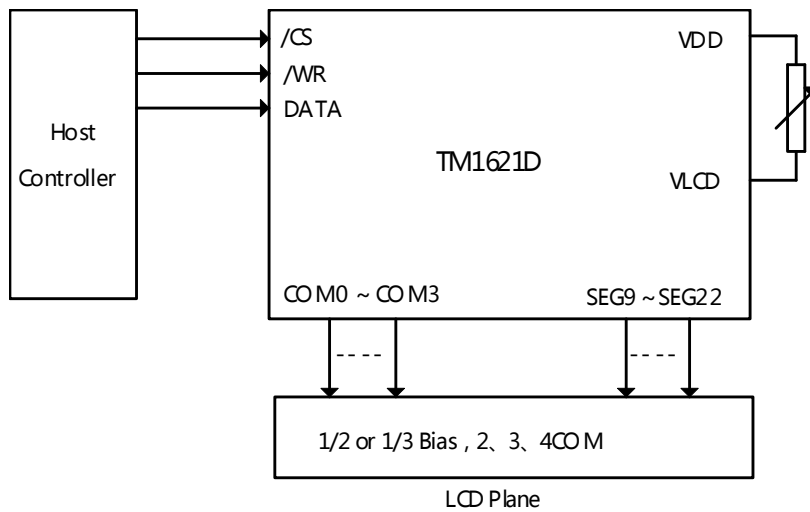 /CS
/WR
DATA
VDD
Host
Controller
TM1621D
VLCD
COM0 ~ COM3
SEG9 ~ SEG22
1/2 or 1/3 Bias , 2、3、4COM
LCD Plane